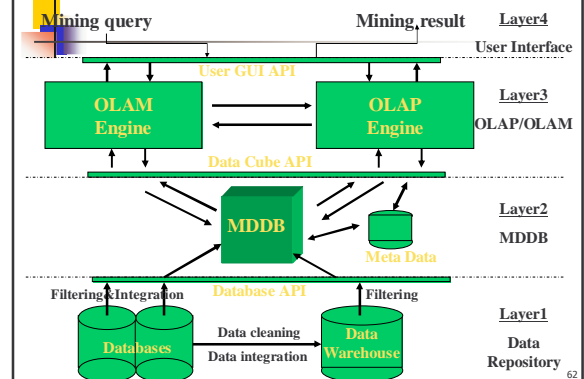 Mining query
Mining result
Layer4
User Interface
User GUI API
OLAM
Engine
OLAP
Engine
Layer3
OLAP/OLAM
Data Cube API
MDDB
Meta Data
Layer2
MDDB
Filtering&Integration
Database API
Filtering
Layer1
Data
Repository
Databases
Data cleaning
Data integration
Data
Warehouse
62